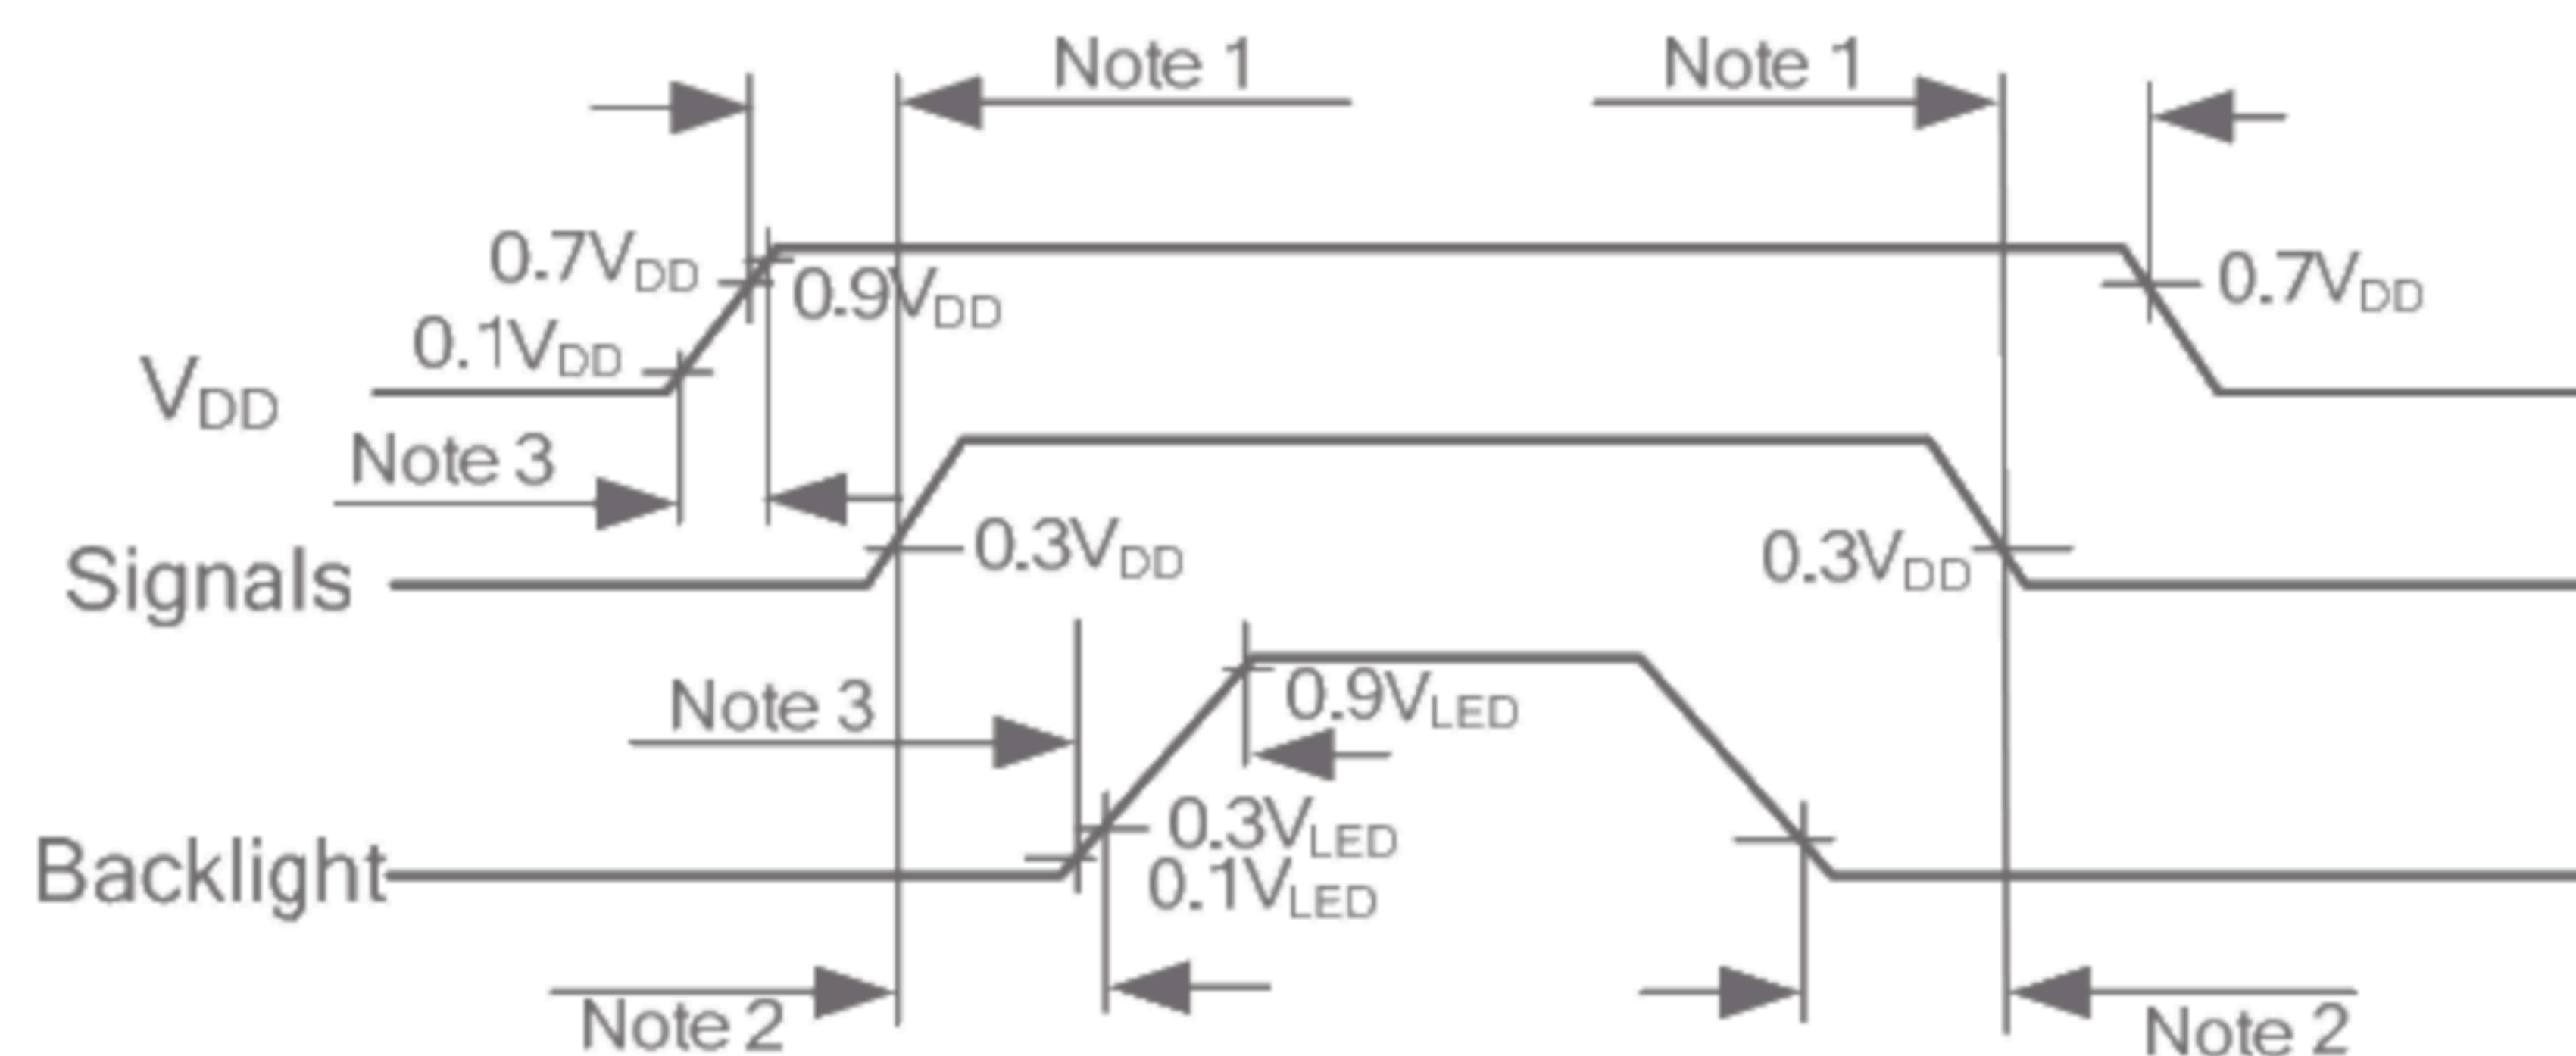 Note 1
Note 1
0.7VDD
0.9VDD
0.7VDD
0.1VDD
VDD
Note 3
0.3VDD
0.3VDD
Signals
Note 3
0.9VLED
0.3VLED
Backlight
0.1VLED
Note 2
Note 2